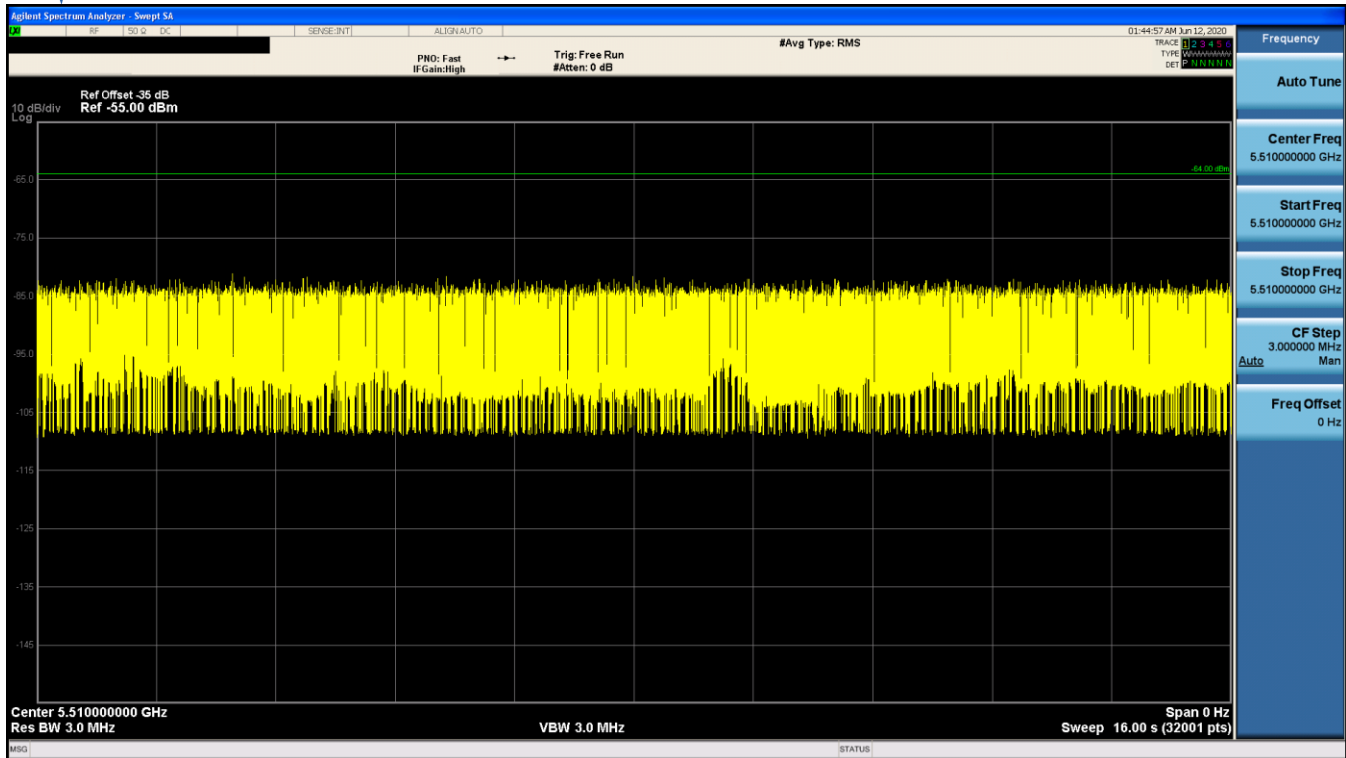 Agilent Spectrum Analyzer - Swept SA
RF 50 Ω DC SENSE:INT ALIGNAUTO 01:44:57 AM Jun 12, 2020
#Avg Type: RMS
TRACE 1 2 3 4 5 6
PNO: Fast Trig: Free Run
TYPE WWWWWW
IFGain:High #Atten: 0 dB
DET P N N N N N
Ref Offset -35 dB
10 dB/div Ref -55.00 dBm
Log
-64.00 dBm
-65.0
-75.0
-85.0
-95.0
-105
-115
-125
-135
-145
Center 5.510000000 GHz Span 0 Hz
Res BW 3.0 MHz VBW 3.0 MHz Sweep 16.00 s (32001 pts)
MSG STATUS
Frequency
Auto Tune
Center Freq
5.510000000 GHz
Start Freq
5.510000000 GHz
Stop Freq
5.510000000 GHz
CF Step
3.000000 MHz
Auto Man
Freq Offset
0 Hz